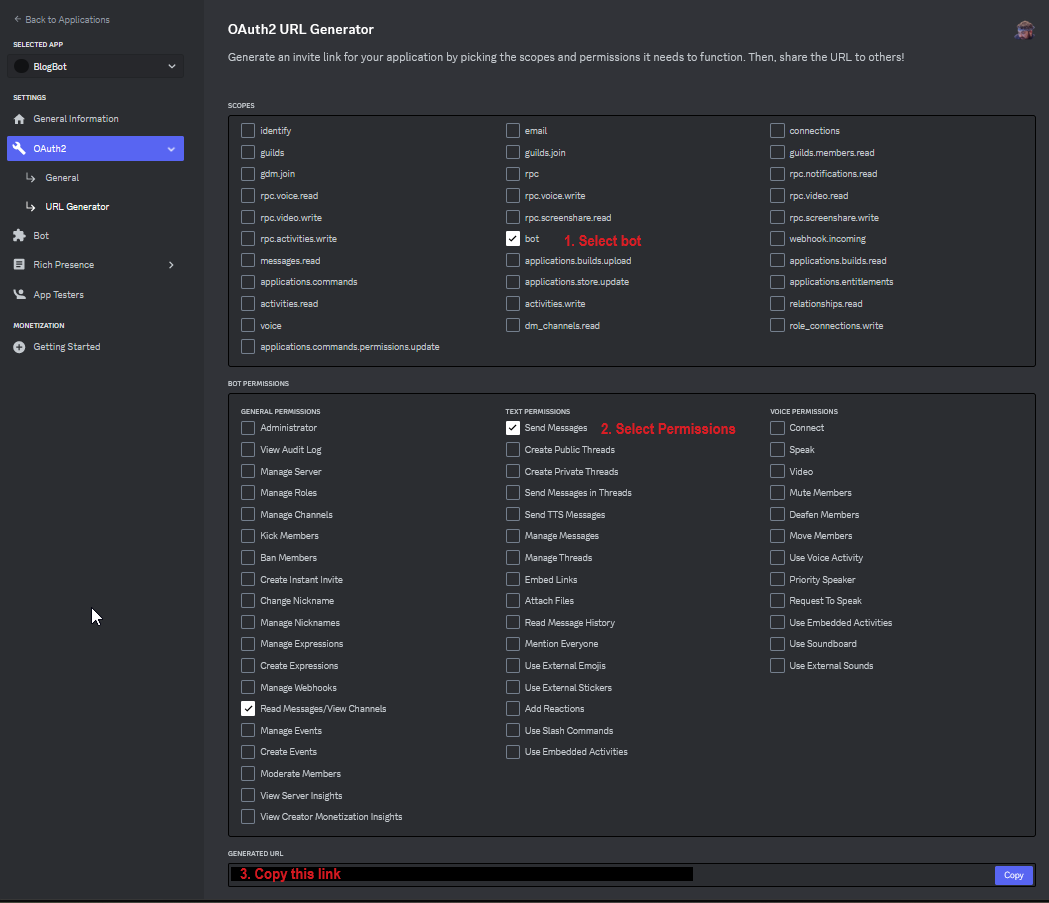 ← Back to Applications
SELECTED APP
BlogBot
SETTINGS
General Information
OAuth2
General
URL Generator
Bot
Rich Presence
App Testers
MONETIZATION
Getting Started
OAuth2 URL Generator
Generate an invite link for your application by picking the scopes and permissions it needs to function. Then, share the URL to others!
SCOPES
identify email connections
guilds guilds.join guilds.members.read
gdm.join rpc rpc.notifications.read
rpc.voice.read rpc.voice.write rpc.video.read
rpc.video.write rpc.screenshare.read rpc.screenshare.write
rpc.activities.write bot 1. Select bot webhook.incoming
messages.read applications.builds.upload applications.builds.read
applications.commands applications.store.update applications.entitlements
activities.read activities.write relationships.read
voice dm_channels.read role_connections.write
applications.commands.permissions.update
BOT PERMISSIONS
GENERAL PERMISSIONS
Administrator
View Audit Log
Manage Server
Manage Roles
Manage Channels
Kick Members
Ban Members
Create Instant Invite
Change Nickname
Manage Nicknames
Manage Expressions
Create Expressions
Manage Webhooks
Read Messages/View Channels
Manage Events
Create Events
Moderate Members
View Server Insights
View Creator Monetization Insights
TEXT PERMISSIONS
Send Messages 2. Select Permissions
Create Public Threads
Create Private Threads
Send Messages in Threads
Send TTS Messages
Manage Messages
Manage Threads
Embed Links
Attach Files
Read Message History
Mention Everyone
Use External Emojis
Use External Stickers
Add Reactions
Use Slash Commands
Use Embedded Activities
VOICE PERMISSIONS
Connect
Speak
Video
Mute Members
Deafen Members
Move Members
Use Voice Activity
Priority Speaker
Request To Speak
Use Embedded Activities
Use Soundboard
Use External Sounds
GENERATED URL
3. Copy this link
Copy